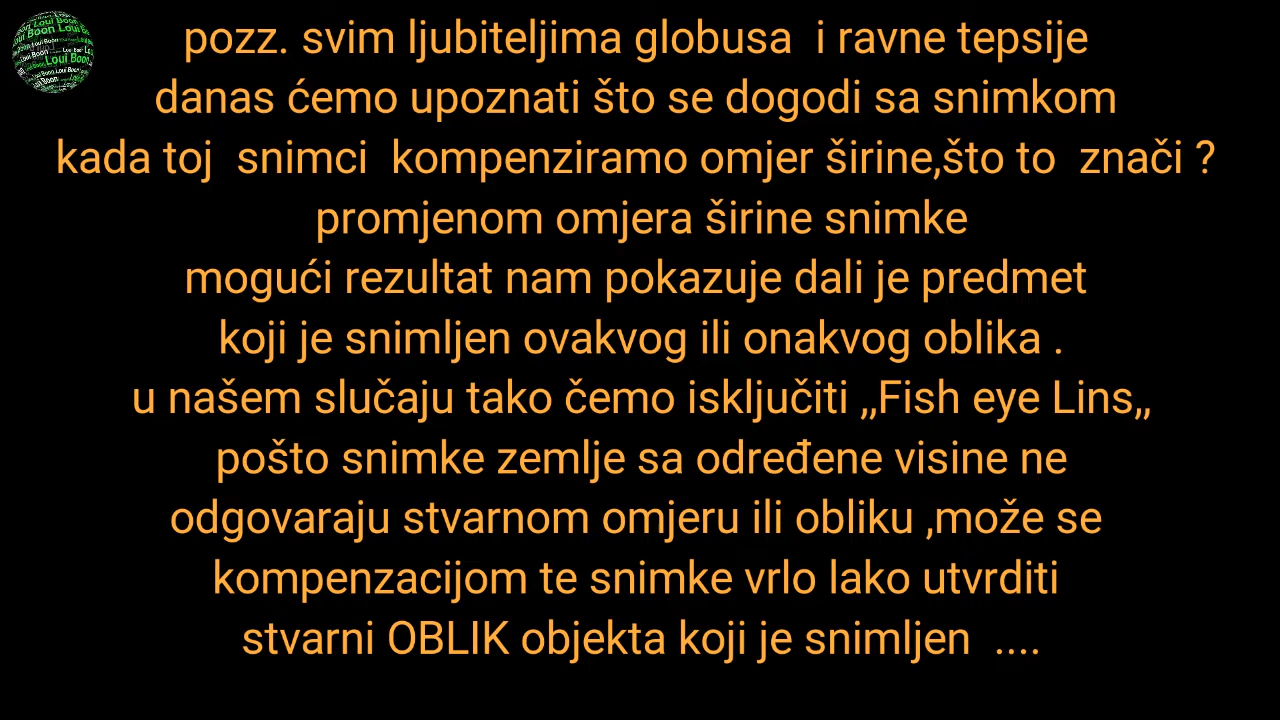 Loui Boon
pozz. svim ljubiteljima globusa i ravne tepsije
danas ćemo upoznati što se dogodi sa snimkom
kada toj snimci kompenziramo omjer širine,što to znači ?
promjenom omjera širine snimke
mogući rezultat nam pokazuje dali je predmet
koji je snimljen ovakvog ili onakvog oblika .
u našem slučaju tako čemo isključiti ,,Fish eye Lins,,
pošto snimke zemlje sa određene visine ne
odgovaraju stvarnom omjeru ili obliku ,može se
kompenzacijom te snimke vrlo lako utvrditi
stvarni OBLIK objekta koji je snimljen ....